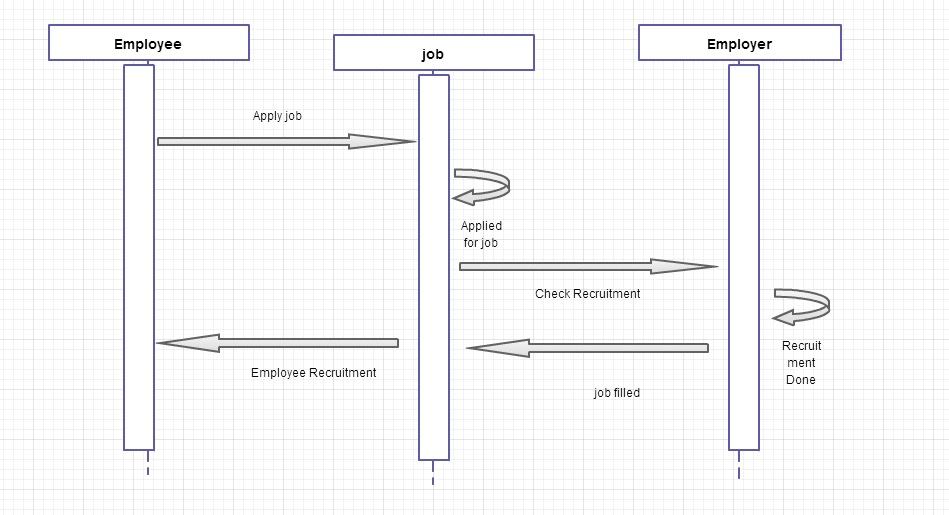 Employee
job
Employer
Apply job
Applied
for job
Check Recruitment
Recruit
ment
Done
Employee Recruitment
job filled